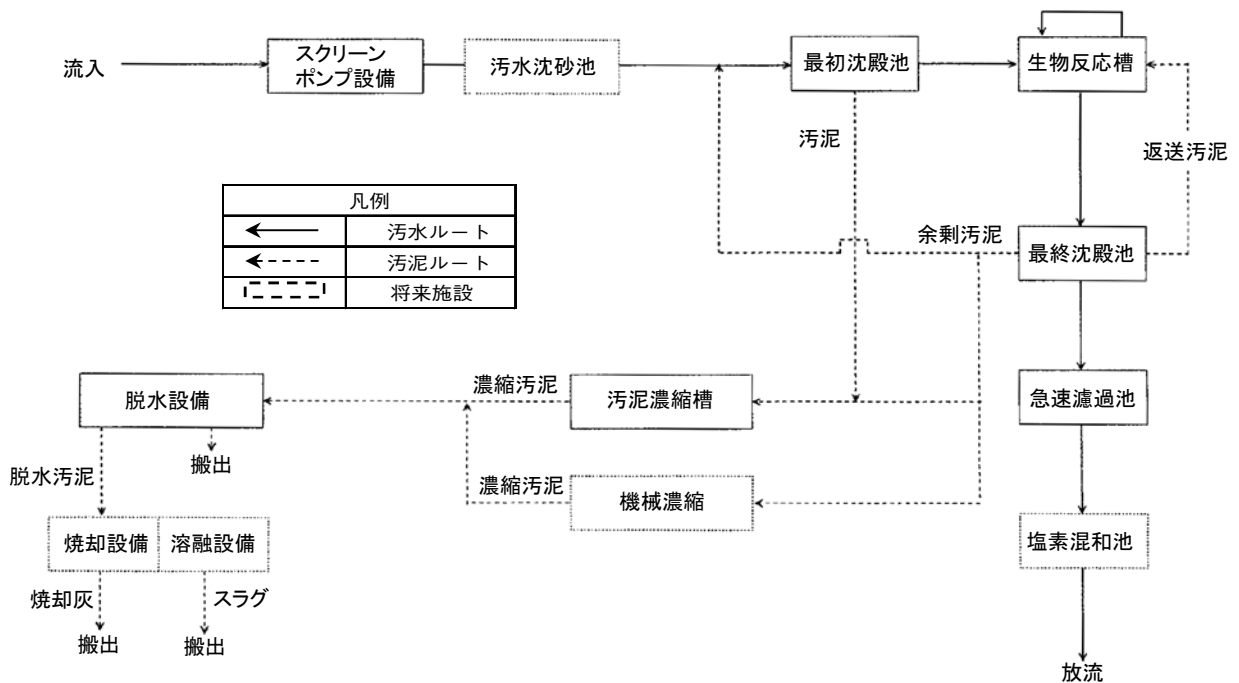 流入
スクリーン
ポンプ設備
汚水沈砂池
最初沈殿池
生物反応槽
汚泥
返送汚泥
凡例
汚水ルート
汚泥ルート
将来施設
余剰汚泥
最終沈殿池
脱水設備
濃縮汚泥
汚泥濃縮槽
急速濾過池
搬出
脱水汚泥
濃縮汚泥
機械濃縮
焼却設備
溶融設備
塩素混和池
焼却灰
スラグ
搬出
搬出
放流